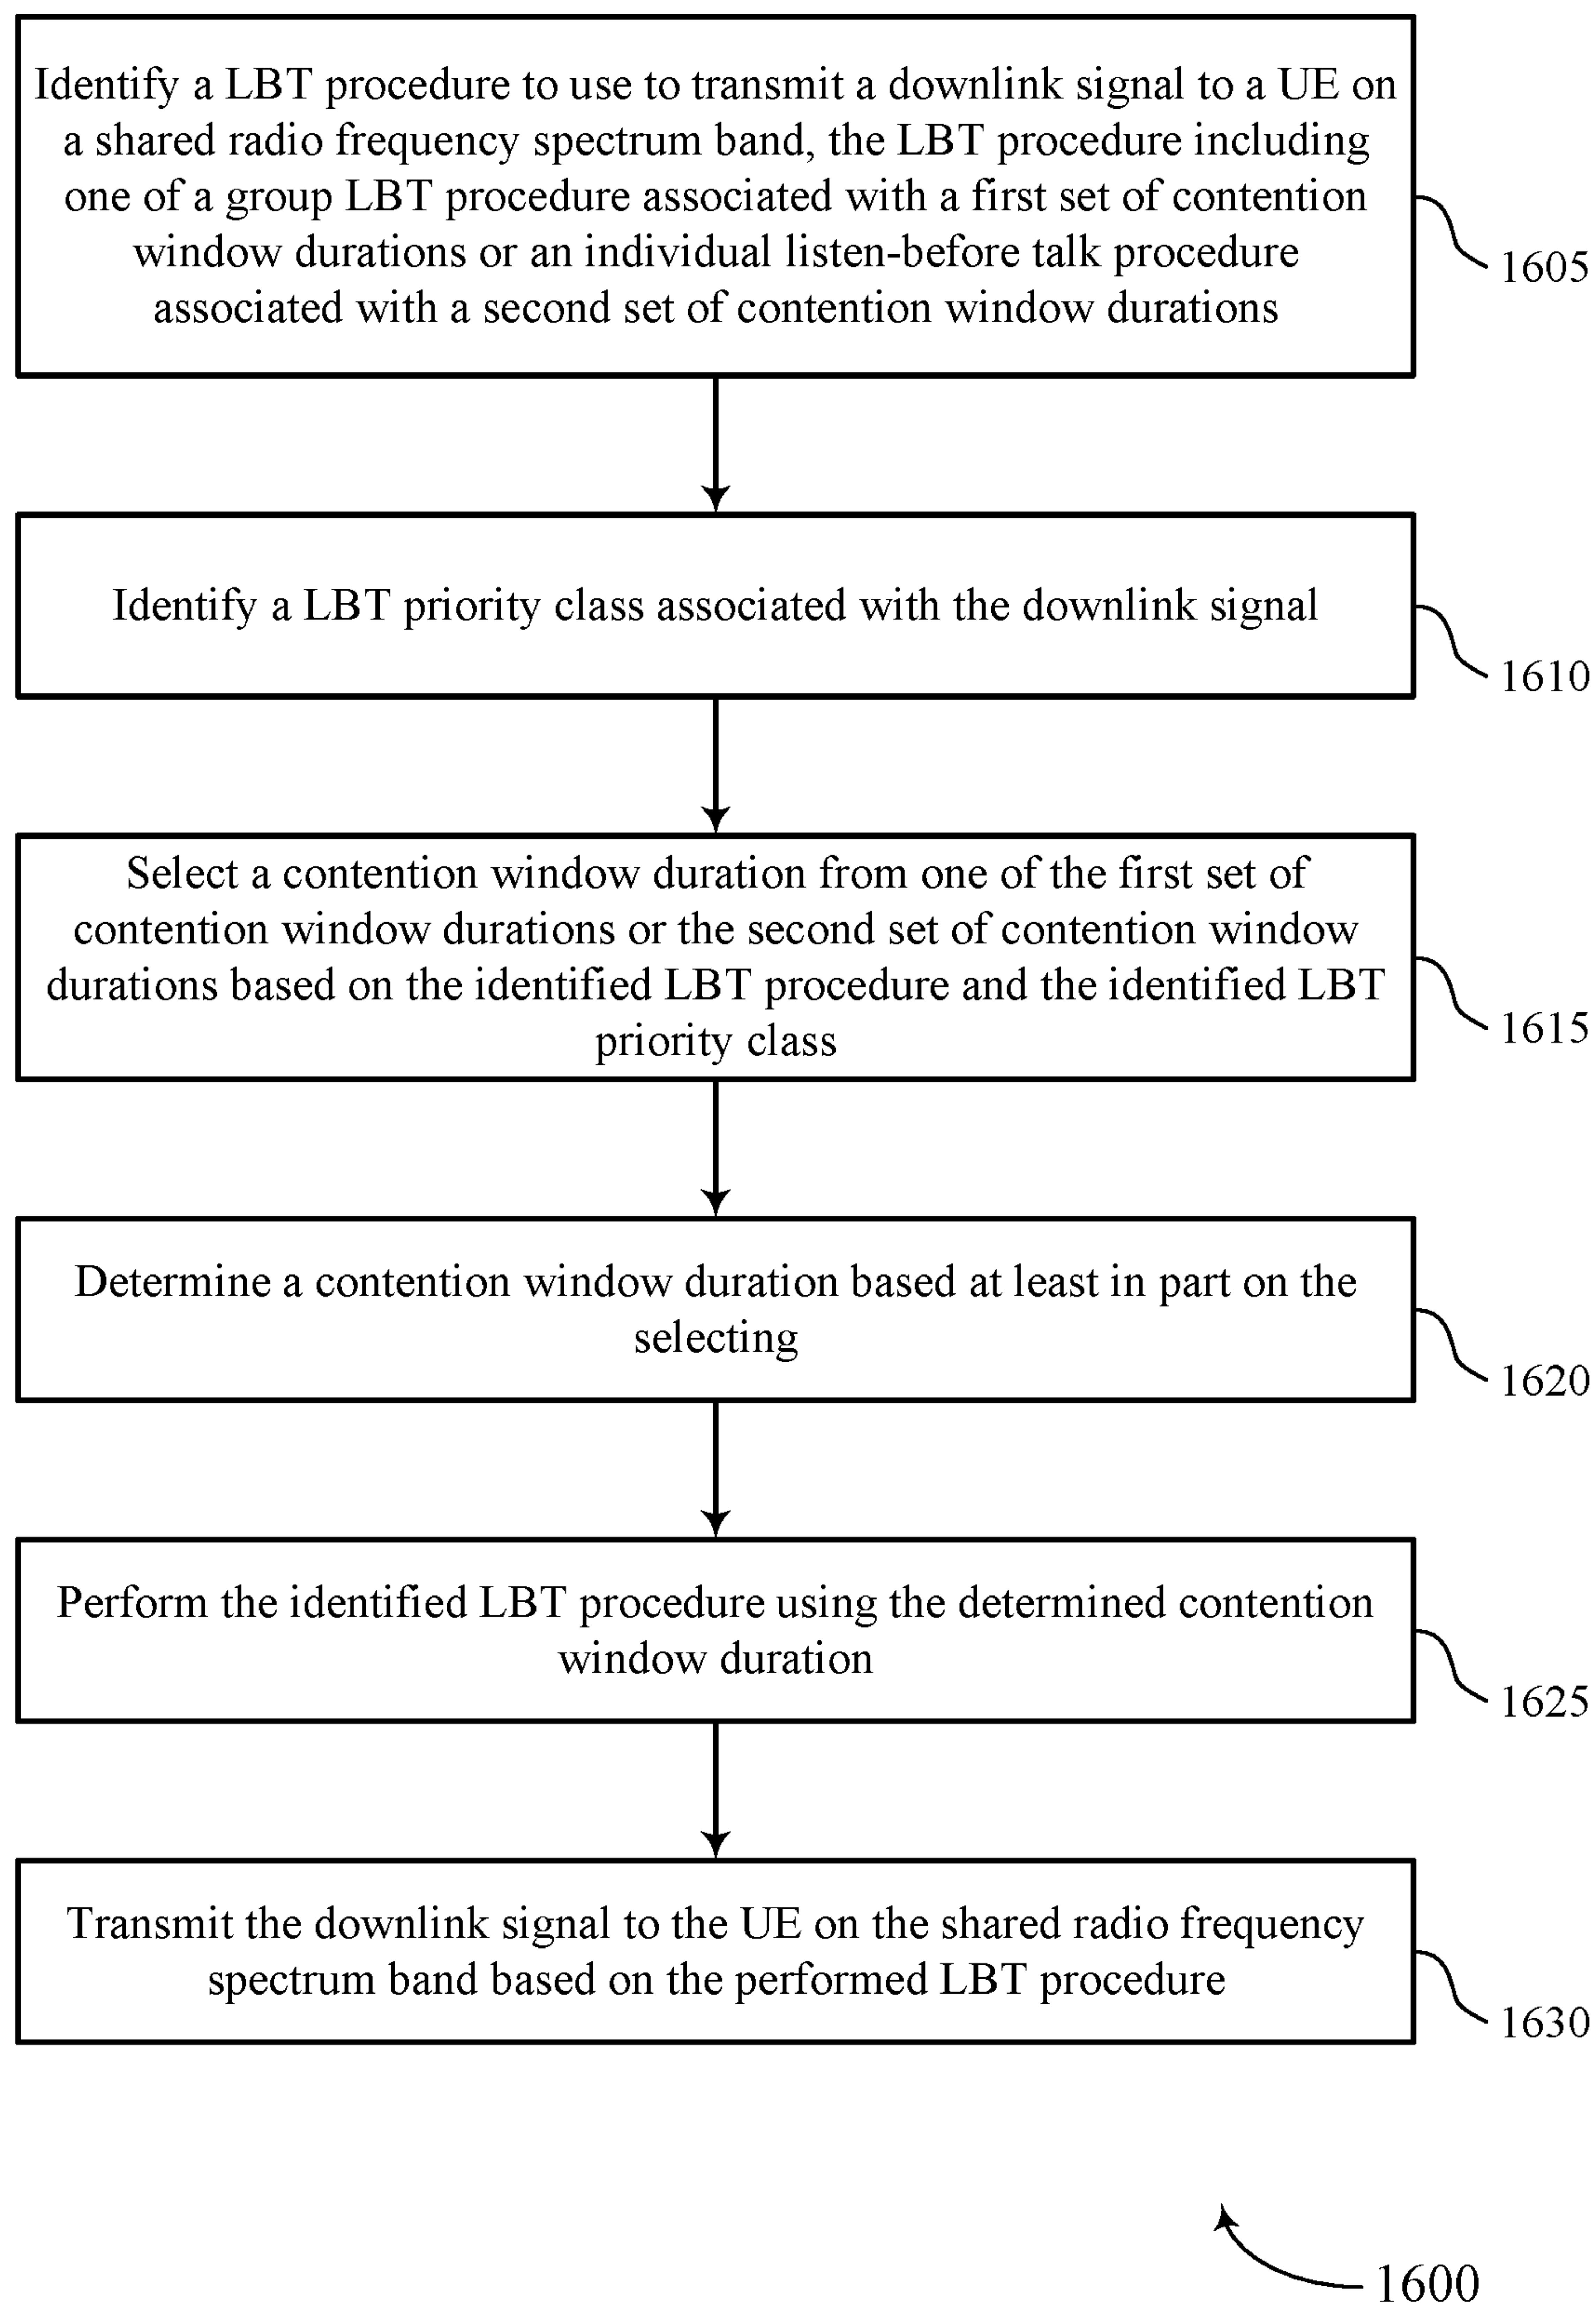 Identify a LBT procedure to use to transmit a downlink signal to a UE on
a shared radio frequency spectrum band, the LBT procedure including
one of a group LBT procedure associated with a first set of contention
window durations or an individual listen-before talk procedure
associated with a second set of contention window durations
1605
Identify a LBT priority class associated with the downlink signal
1610
Select a contention window duration from one of the first set of
contention window durations or the second set of contention window
durations based on the identified LBT procedure and the identified LBT
priority class
1615
Determine a contention window duration based at least in part on the
selecting
1620
Perform the identified LBT procedure using the determined contention
window duration
1625
Transmit the downlink signal to the UE on the shared radio frequency
spectrum band based on the performed LBT procedure
1630
1600